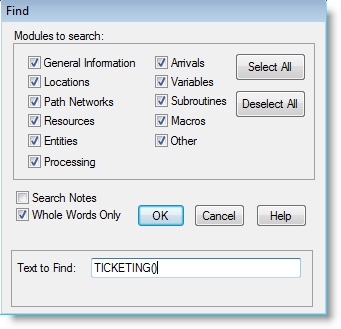 Find
Modules to search:
General Information
Locations
Path Networks
Resources
Entities
Processing
Arrivals
Variables
Subroutines
Macros
Other
Select All
Deselect All
Search Notes
Whole Words Only
OK
Cancel
Help
Text to Find: TICKETING()